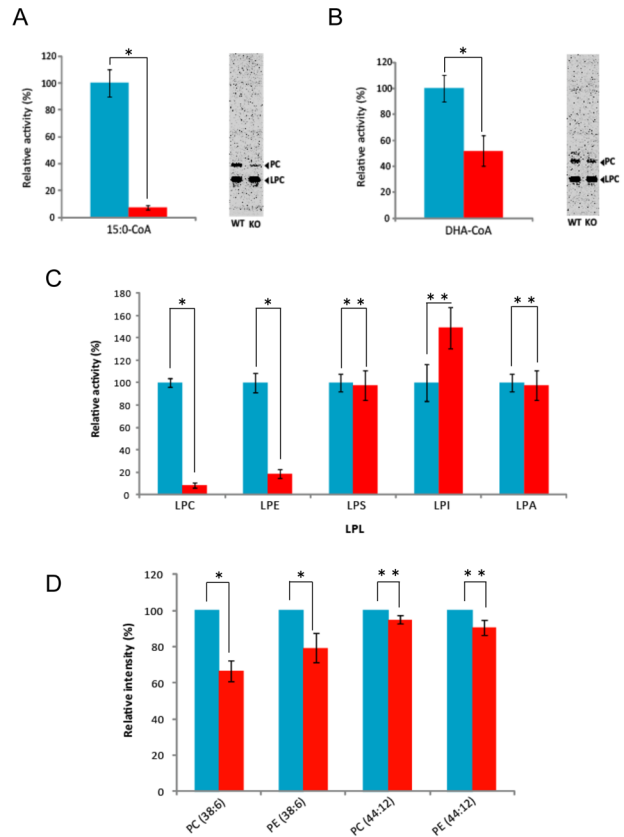 A
B
120
100
80
60
40
20
0
Relative activity (%)
*
15:0-CoA
PC
LPC
WT KO
120
100
80
60
40
20
0
Relative activity (%)
*
DHA-CoA
PC
LPC
WT KO
C
180
160
140
120
100
80
60
40
20
0
Relative activity (%)
* * ** ** **
LPC LPE LPS LPI LPA
LPL
D
120
100
80
60
40
20
0
Relative intensity (%)
* * ** **
PC (38:6) PE (38:6) PC (44:12) PE (44:12)